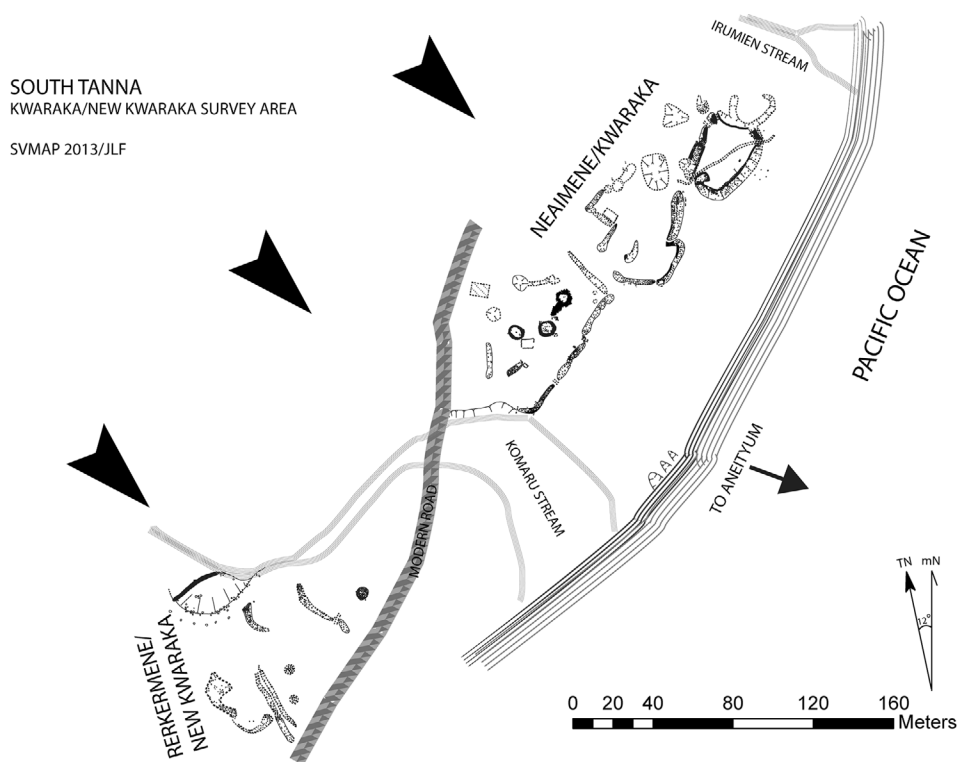 SOUTH TANNA
KWARAKA/NEW KWARAKA SURVEY AREA
SVMAP 2013/JLF
IRUMIEN STREAM
NEAIMENE/KWARAKA
PACIFIC OCEAN
KOMARU STREAM
TO ANEITYUM
MODERN ROAD
RERKERMENE/
NEW KWARAKA
TN mN
12°
0 20 40 80 120 160
Meters